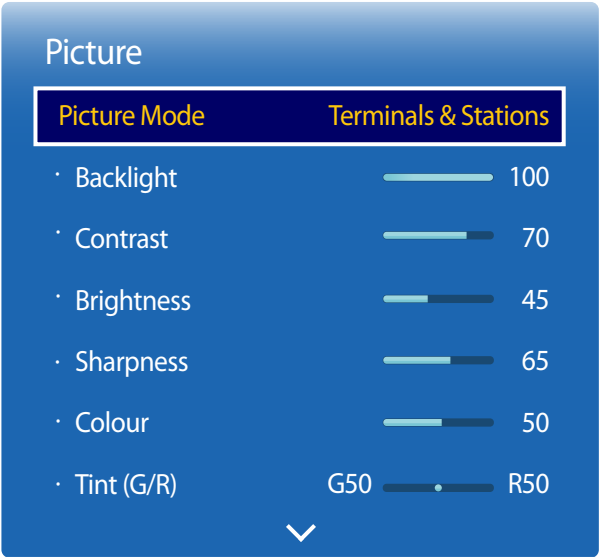 Picture
Picture Mode Terminals & Stations
· Backlight 100
· Contrast 70
· Brightness 45
· Sharpness 65
· Colour 50
· Tint (G/R) G50 R50